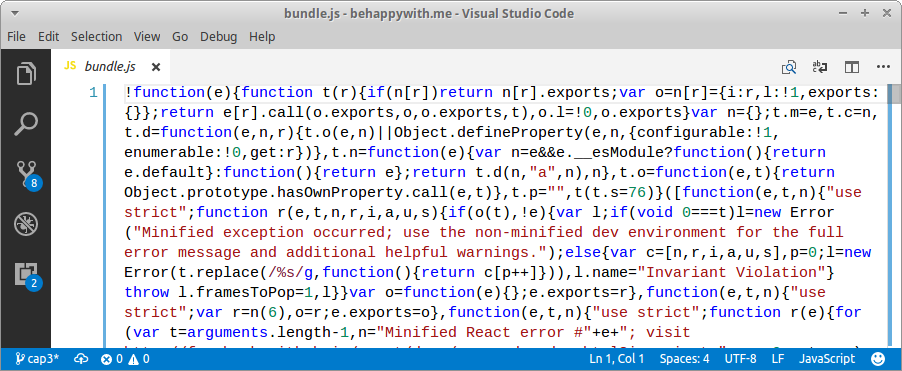 bundle.js - behappywith.me - Visual Studio Code
File Edit Selection View Go Debug Help
JS bundle.js
1 !function(e){function t(r){if(n[r])return n[r].exports;var o=n[r]={i:r,l:!1,exports:
{}};return e[r].call(o.exports,o,o.exports,t),o.l=!0,o.exports}var n={};t.m=e,t.c=n,
t.d=function(e,n,r){t.o(e,n)||Object.defineProperty(e,n,{configurable:!1,
enumerable:!0,get:r})},t.n=function(e){var n=e&&e.__esModule?function(){return
e.default}:function(){return e};return t.d(n,"a",n),n},t.o=function(e,t){return
Object.prototype.hasOwnProperty.call(e,t)},t.p="",t(t.s=76)}([function(e,t,n){"use
strict";function r(e,t,n,r,i,a,u,s){if(o(t),!e){var l;if(void 0===t)l=new Error
("Minified exception occurred; use the non-minified dev environment for the full
error message and additional helpful warnings.");else{var c=[n,r,i,a,u,s],p=0;l=new
Error(t.replace(/%s/g,function(){return c[p++]})),l.name="Invariant Violation"}
throw l.framesToPop=1,l}}var o=function(e){};e.exports=r},function(e,t,n){"use
strict";var r=n(6),o=r;e.exports=o},function(e,t,n){"use strict";function r(e){for
(var t=arguments.length-1,n="Minified React error #"+e+"; visit
8
2
cap3* 0 0 Ln 1, Col 1 Spaces: 4 UTF-8 LF JavaScript